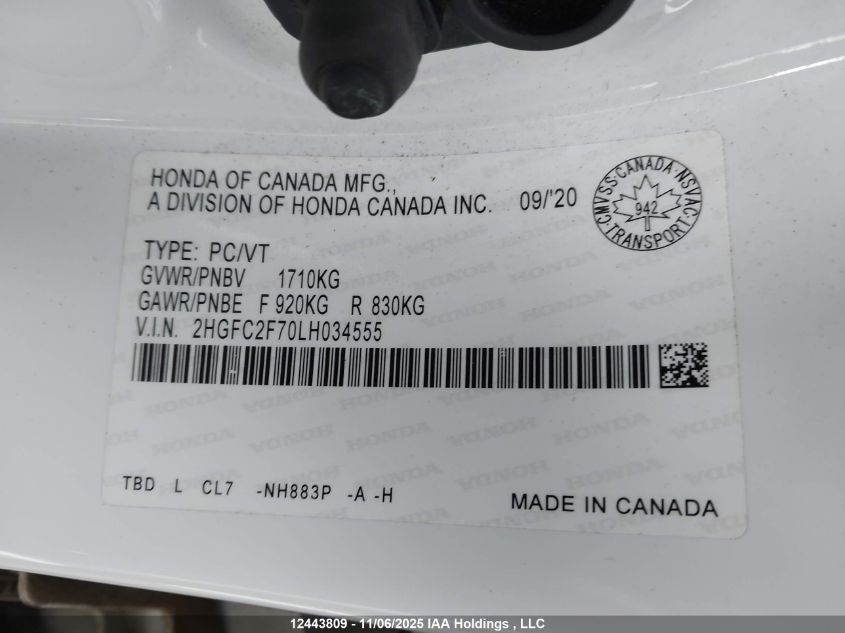 HONDA OF CANADA MFG.,
A DIVISION OF HONDA CANADA INC. 09/'20
CMVSS·CANADA·NSVAC·TRANSPORT
942
TYPE: PC/VT
GVWR/PNBV 1710KG
GAWR/PNBE F 920KG R 830KG
V.I.N. 2HGFC2F70LH034555
TBD L CL7 -NH883P -A -H
MADE IN CANADA
12443809 - 11/06/2025 IAA Holdings , LLC